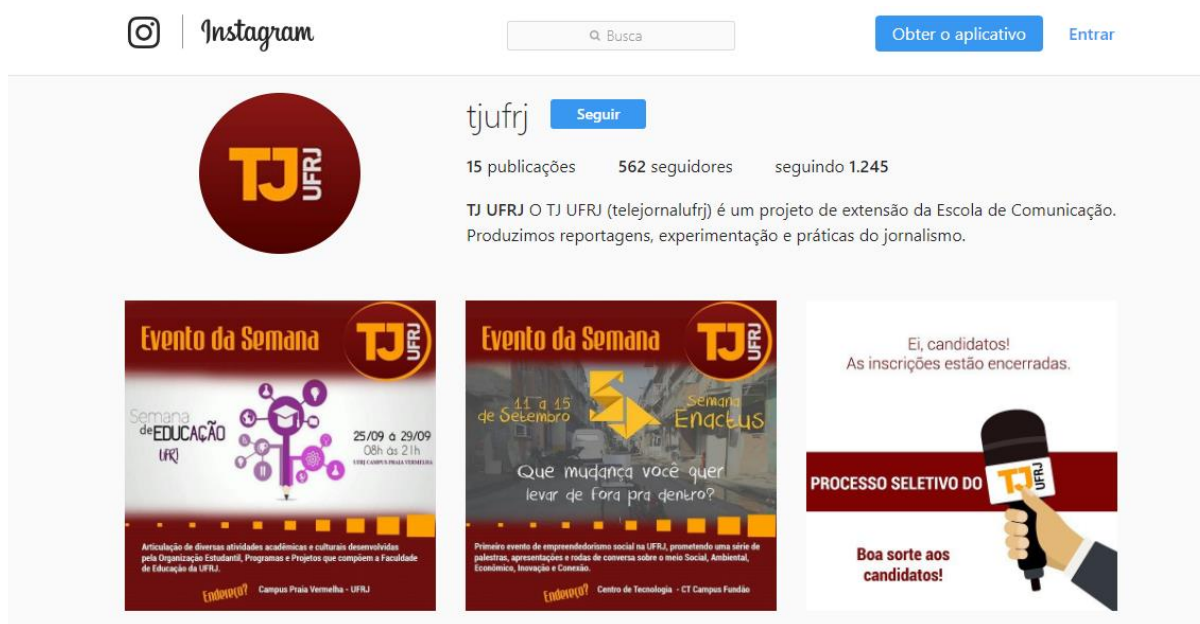 Instagram
Busca
Obter o aplicativo
Entrar
TJ UFRJ
tjufrj
Seguir
15 publicações 562 seguidores seguindo 1.245
TJ UFRJ O TJ UFRJ (telejornalufrj) é um projeto de extensão da Escola de Comunicação.
Produzimos reportagens, experimentação e práticas do jornalismo.
Evento da Semana
TJ UFRJ
Semana
de EDUCAÇÃO
UFRJ
25/09 à 29/09
08h às 21h
UFRJ CAMPUS PRAIA VERMELHA
Articulação de diversas atividades acadêmicas e culturais desenvolvidas
pela Organização Estudantil, Programas e Projetos que compõem a Faculdade
de Educação da UFRJ.
Endereço? Campus Praia Vermelha - UFRJ
Evento da Semana
TJ UFRJ
11 a 15
de Setembro
Semana
Enactus
Que mudança você quer
levar de fora pra dentro?
Primeiro evento de empreendedorismo social na UFRJ, prometendo uma série de
palestras, apresentações e rodas de conversa sobre o meio Social, Ambiental,
Econômico, Inovação e Conexão.
Endereço? Centro de Tecnologia - CT Campus Fundão
Ei, candidatos!
As inscrições estão encerradas.
PROCESSO SELETIVO DO
TJ UFRJ
Boa sorte aos
candidatos!